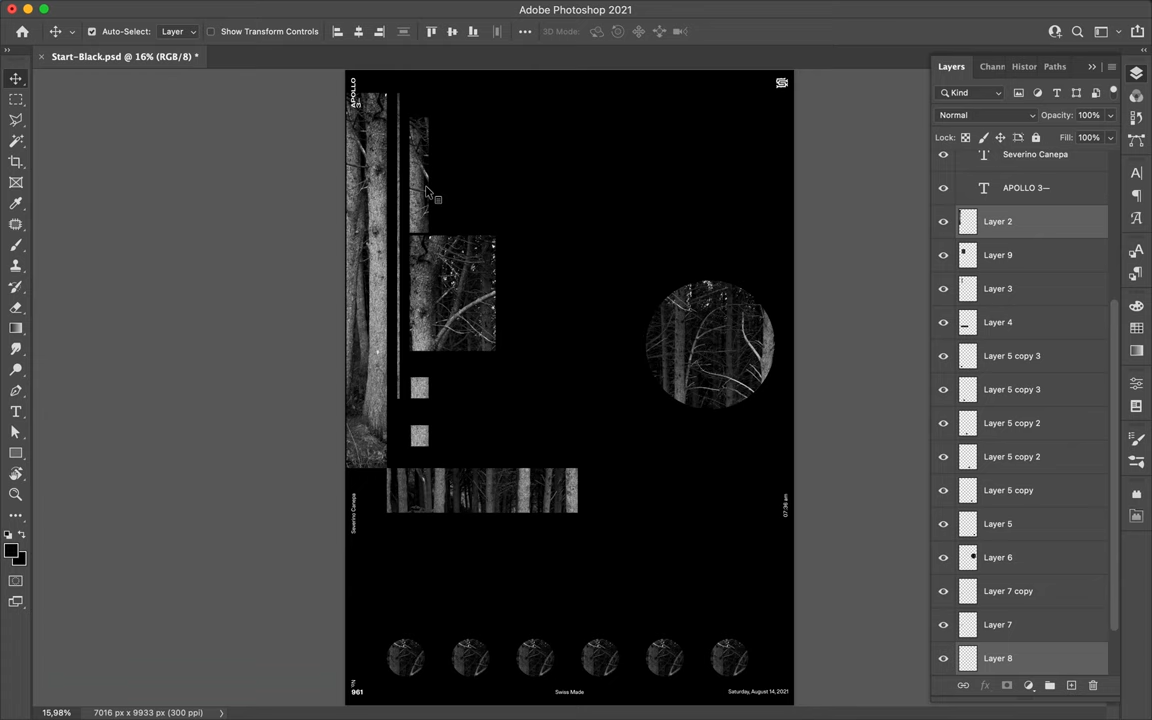 Adobe Photoshop 2021
Auto-Select:
Layer
Show Transform Controls
3D Mode:
Start-Black.psd @ 16% (RGB/8) *
Layers
Chann
Histor
Paths
Kind
Normal
Opacity: 100%
Lock:
Fill: 100%
Severino Canepa
APOLLO 3—
Layer 2
Layer 9
Layer 3
Layer 4
Layer 5 copy 3
Layer 5 copy 3
Layer 5 copy 2
Layer 5 copy 2
Layer 5 copy
Layer 5
Layer 6
Layer 7 copy
Layer 7
Layer 8
APOLLO
3—
Severino Canepa
07:36 am
961
Swiss Made
Saturday, August 14, 2021
15,98%
7016 px x 9933 px (300 ppi)